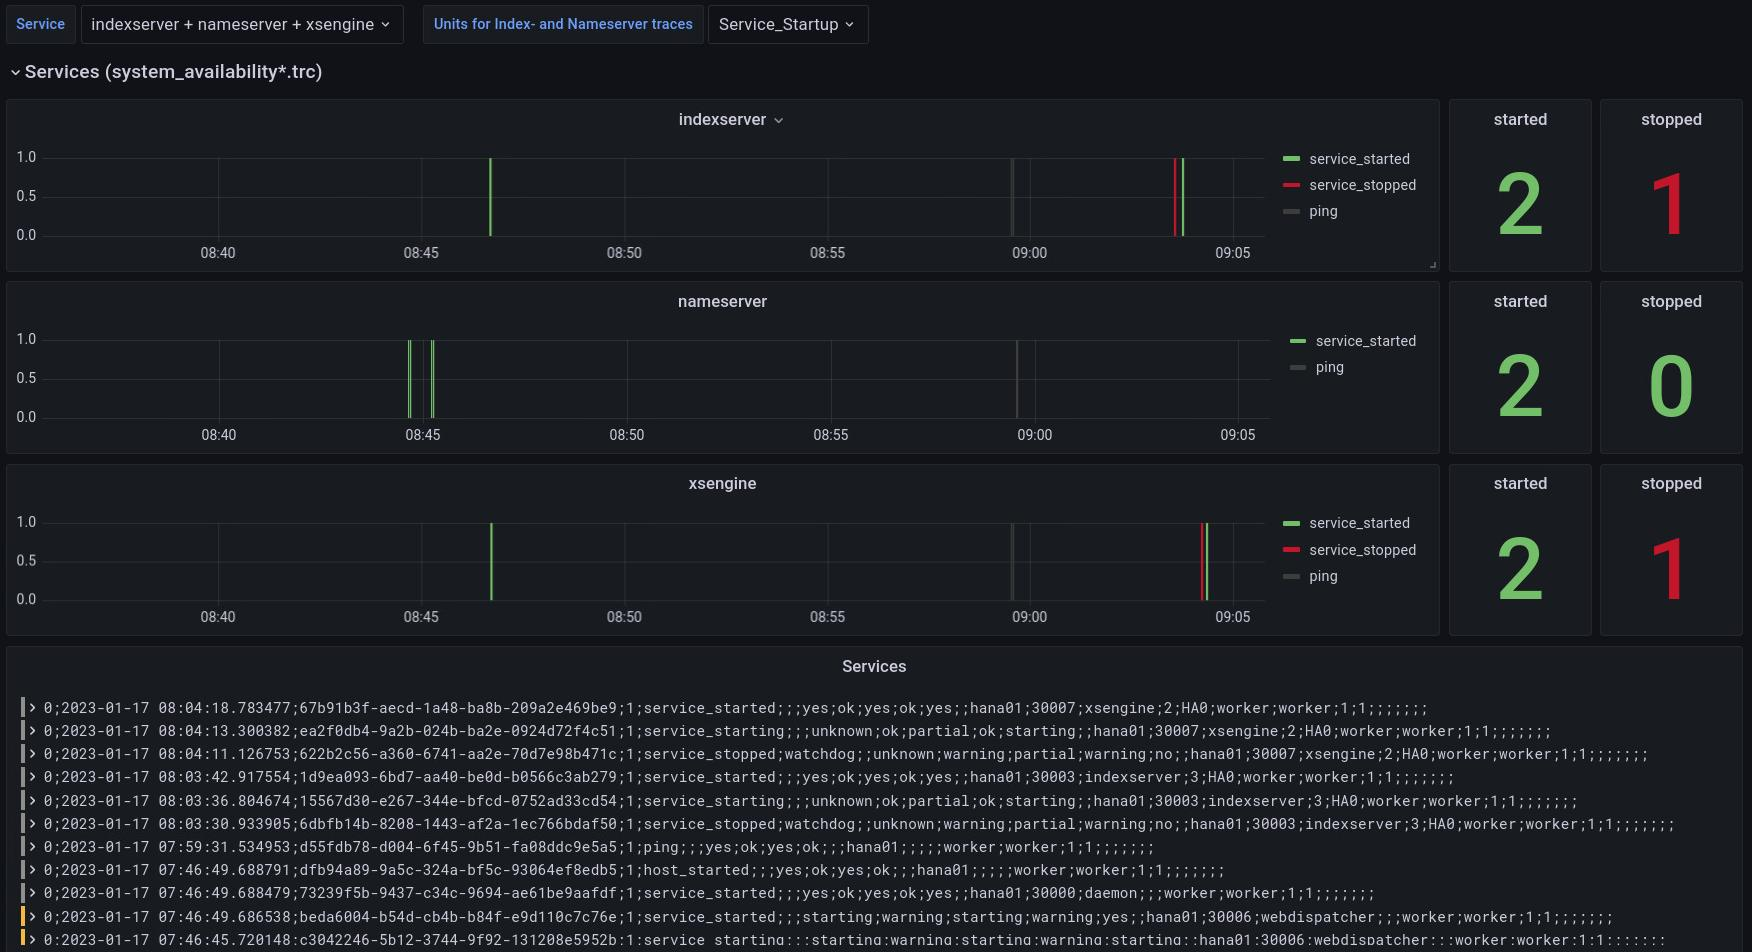 Service indexserver + nameserver + xsengine Units for Index- and Nameserver traces Service_Startup
Services (system_availability*.trc)
indexserver
started
stopped
1.0
0.5
0.0
08:40 08:45 08:50 08:55 09:00 09:05
service_started
service_stopped
ping
2
1
nameserver
started
stopped
1.0
0.5
0.0
08:40 08:45 08:50 08:55 09:00 09:05
service_started
ping
2
0
xsengine
started
stopped
1.0
0.5
0.0
08:40 08:45 08:50 08:55 09:00 09:05
service_started
service_stopped
ping
2
1
Services
0;2023-01-17 08:04:18.783477;67b91b3f-aecd-1a48-ba8b-209a2e469be9;1;service_started;;;yes;ok;yes;ok;yes;;hana01;30007;xsengine;2;HA0;worker;worker;1;1;;;;;;;
0;2023-01-17 08:04:13.300382;ea2f0db4-9a2b-024b-ba2e-0924d72f4c51;1;service_starting;;;unknown;ok;partial;ok;starting;;hana01;30007;xsengine;2;HA0;worker;worker;1;1;;;;;;;
0;2023-01-17 08:04:11.126753;622b2c56-a360-6741-aa2e-70d7e98b471c;1;service_stopped;watchdog;;unknown;warning;partial;warning;no;;hana01;30007;xsengine;2;HA0;worker;worker;1;1;;;;;;;
0;2023-01-17 08:03:42.917554;1d9ea093-6bd7-aa40-be0d-b0566c3ab279;1;service_started;;;yes;ok;yes;ok;yes;;hana01;30003;indexserver;3;HA0;worker;worker;1;1;;;;;;;
0;2023-01-17 08:03:36.804674;15567d30-e267-344e-bfcd-0752ad33cd54;1;service_starting;;;unknown;ok;partial;ok;starting;;hana01;30003;indexserver;3;HA0;worker;worker;1;1;;;;;;;
0;2023-01-17 08:03:30.933905;6dbfb14b-8208-1443-af2a-1ec766bdaf50;1;service_stopped;watchdog;;unknown;warning;partial;warning;no;;hana01;30003;indexserver;3;HA0;worker;worker;1;1;;;;;;;
0;2023-01-17 07:59:31.534953;d55fdb78-d004-6f45-9b51-fa08ddc9e5a5;1;ping;;;yes;ok;yes;ok;;;hana01;;;;;worker;worker;1;1;;;;;;;
0;2023-01-17 07:46:49.688791;dfb94a89-9a5c-324a-bf5c-93064ef8edb5;1;host_started;;;yes;ok;yes;ok;;;hana01;;;;;worker;worker;1;1;;;;;;;
0;2023-01-17 07:46:49.688479;73239f5b-9437-c34c-9694-ae61be9aafdf;1;service_started;;;yes;ok;yes;ok;yes;;hana01;30000;daemon;;;worker;worker;1;1;;;;;;;
0;2023-01-17 07:46:49.686538;beda6004-b54d-cb4b-b84f-e9d110c7c76e;1;service_started;;;starting;warning;starting;warning;yes;;hana01;30006;webdispatcher;;;worker;worker;1;1;;;;;;;
0;2023-01-17 07:46:45.720148;c3042246-5b12-3744-9f92-131208e5952b;1;service_starting;;;starting;warning;starting;warning;starting;;hana01;30006;webdispatcher;;;worker;worker;1;1;;;;;;;